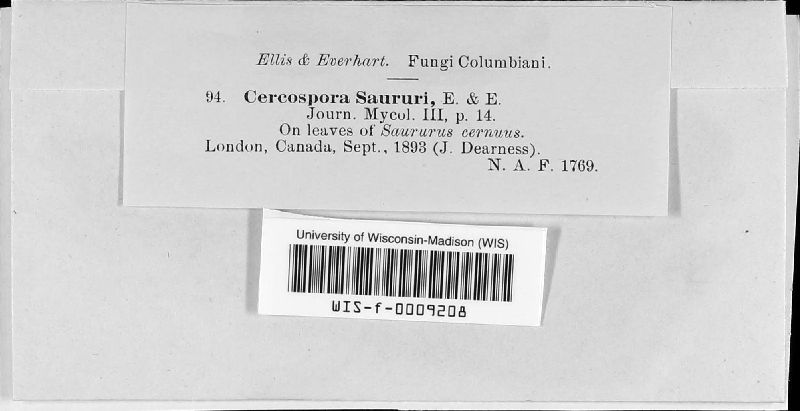 Ellis & Everhart. Fungi Columbiani.
94. Cercospora Saururi, E. & E.
Journ. Mycol. III, p. 14.
On leaves of Saururus cernuus.
London, Canada, Sept., 1893 (J. Dearness).
N. A. F. 1769.
University of Wisconsin-Madison (WIS)
WIS-f-0009208